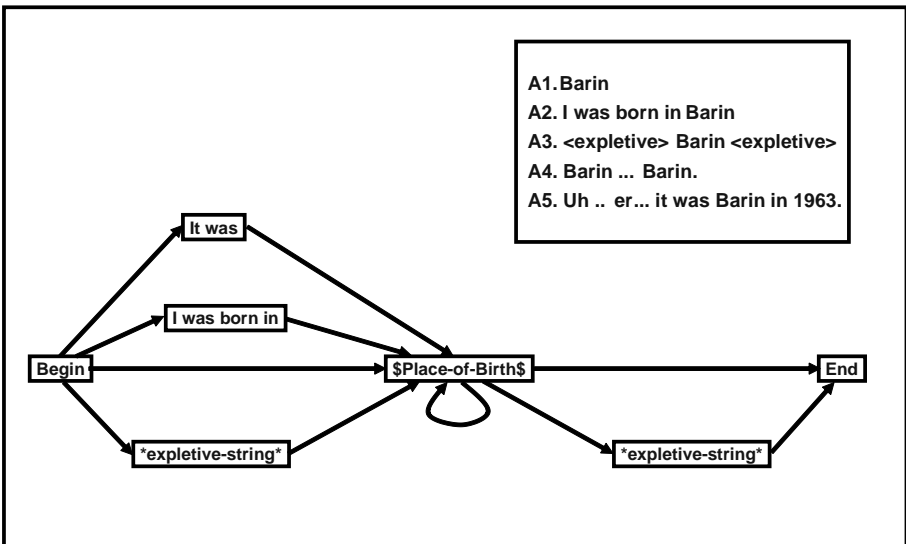 A1. Barin
A2. I was born in Barin
A3. <expletive> Barin <expletive>
A4. Barin ... Barin.
A5. Uh .. er... it was Barin in 1963.
It was
I was born in
Begin
$Place-of-Birth$
End
*expletive-string*
*expletive-string*